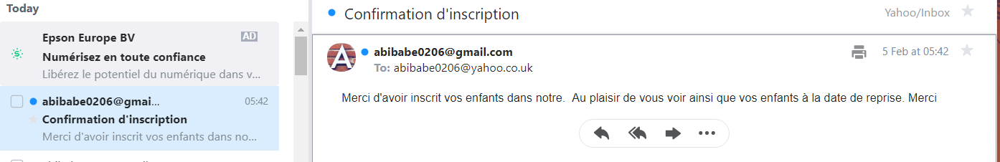 Today
Epson Europe BV
AD
Numérisez en toute confiance
Libérez le potentiel du numérique dans v...
abibabe0206@gmai...
05:42
Confirmation d'inscription
Merci d'avoir inscrit vos enfants dans no...
Confirmation d'inscription
Yahoo/Inbox
abibabe0206@gmail.com
5 Feb at 05:42
To: abibabe0206@yahoo.co.uk
Merci d'avoir inscrit vos enfants dans notre.  Au plaisir de vous voir ainsi que vos enfants à la date de reprise. Merci